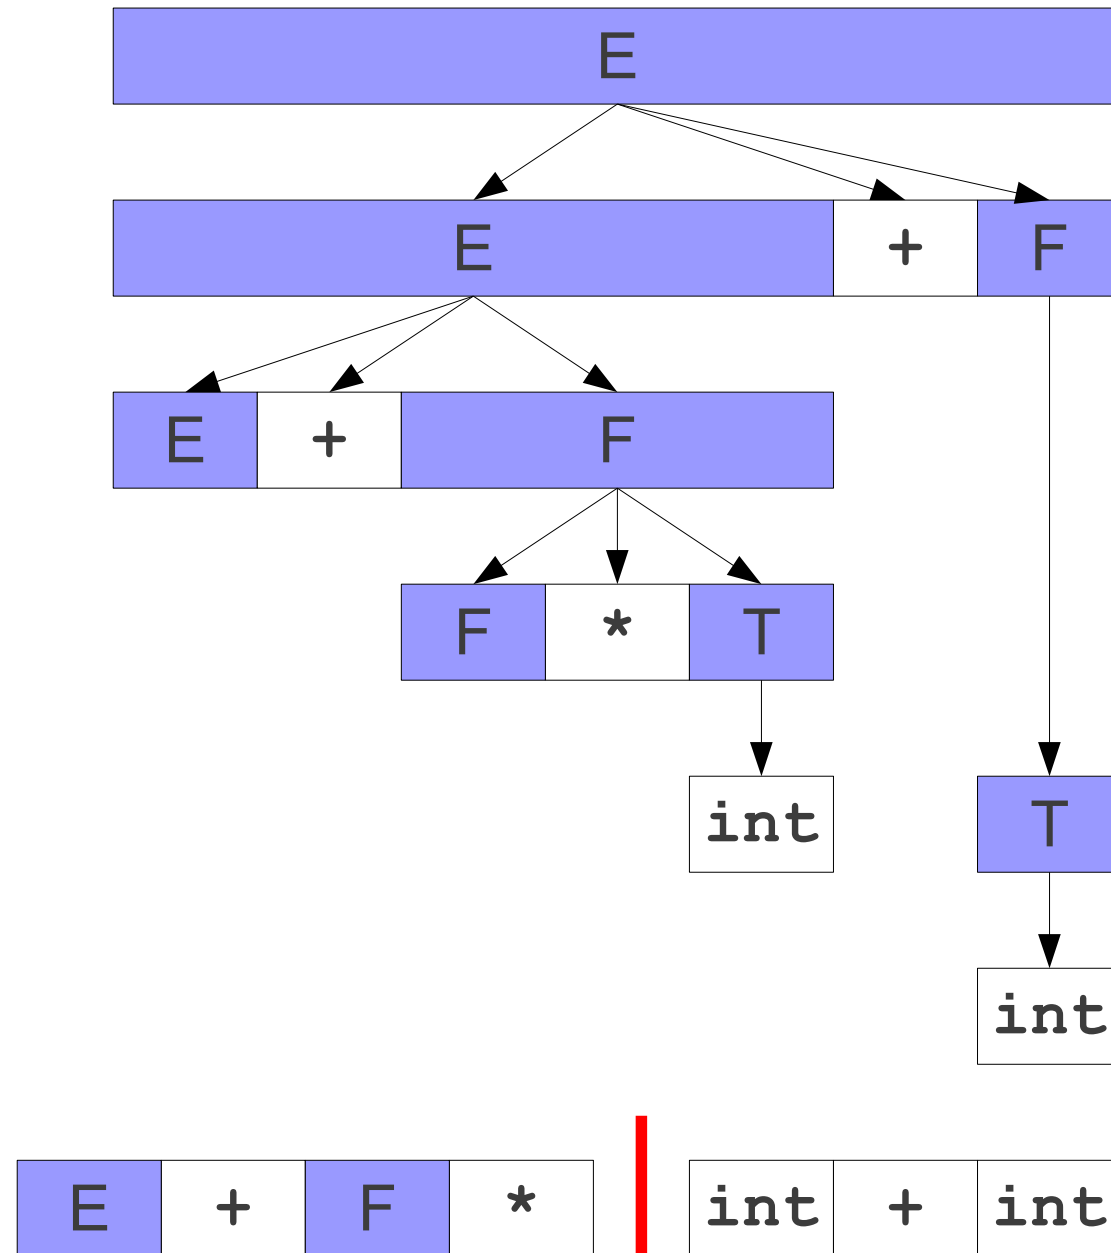 E
E + F
E + F
F * T
int T
int
E + F * int + int